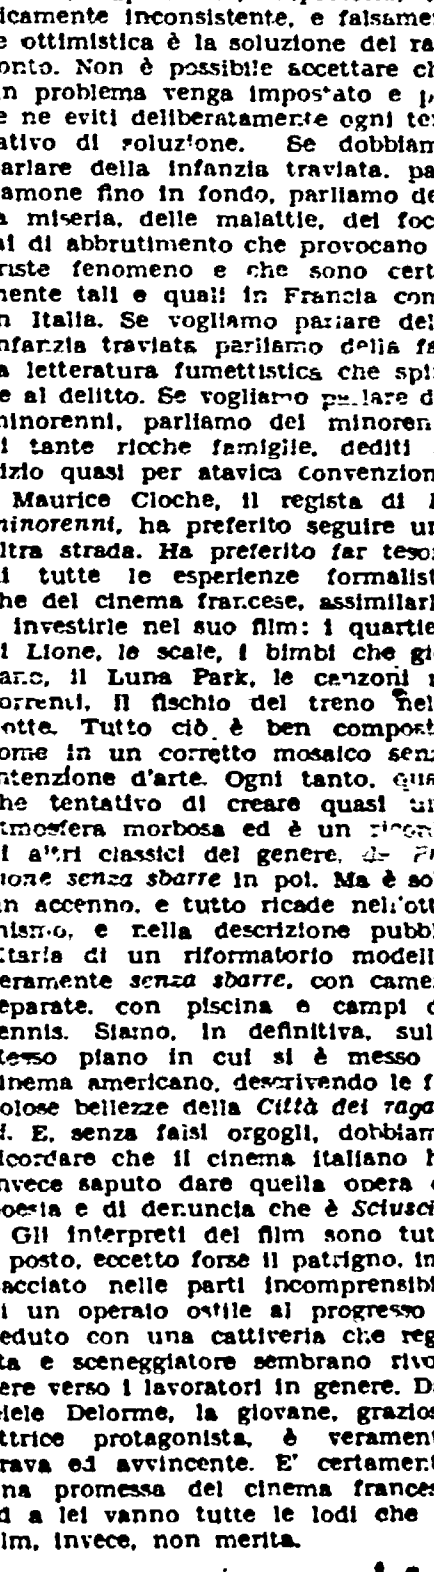 icamente inconsistente, e falsame
e ottimistica è la soluzione del ra
onto. Non è possibile accettare ch
n problema venga impostato e p
e ne eviti deliberatamente ogni te
ativo di soluzione. Se dobbiam
arlare della infanzia traviata, pa
amone fino in fondo, parliamo de
a miseria, delle malattie, dei foc
ai di abbrutimento che provocano
riste fenomeno e che sono cert
mente tali e quali in Francia con
n Italia. Se vogliamo parlare del
nfanzia traviata parliamo della fa
a letteratura fumettistica che spi
e al delitto. Se vogliamo parlare d
minorenni, parliamo dei minoren
i tante ricche famiglie, dediti
izio quasi per atavica convenzion
Maurice Cloche, il regista di
minorenni, ha preferito seguire un
ltra strada. Ha preferito far teso
i tutte le esperienze formalist
he del cinema francese, assimilarl
investirle nel suo film: i quartie
i Lione, le scale, i bimbi che gi
ano, il Luna Park, le canzoni
orrenti, il fischio del treno nel
otte. Tutto ciò è ben compost
ome in un corretto mosaico sen
ntenzione d'arte. Ogni tanto, qua
he tentativo di creare quasi un
tmosfera morbosa ed è un ricor
i altri classici del genere, da Pr
ione senza sbarre in poi. Ma è so
n accenno, e tutto ricade nell'ott
mismo, e nella descrizione pubb
itaria di un riformatorio modell
eramente senza sbarre, con came
eparate, con piscina e campi d
ennis. Siamo, in definitiva, sul
tesso piano in cui si è messo
inema americano, descrivendo le f
olose bellezze della Città dei raga
i. E, senza falsi orgogli, dobbiam
icordare che il cinema italiano h
nvece saputo dare quella opera
oesia e di denuncia che è Sciusci
Gli interpreti del film sono tut
posto, eccetto forse il patrigno, im
acciato nelle parti incomprensibi
i un operaio ostile al progresso
eduto con una cattiveria che reg
ta e sceneggiatore sembrano rivo
ere verso i lavoratori in genere. D
iele Delorme, la giovane, grazios
ttrice protagonista, è verament
rava ed avvincente. E' certament
na promessa del cinema frances
d a lei vanno tutte le lodi che
lm, invece, non merita.